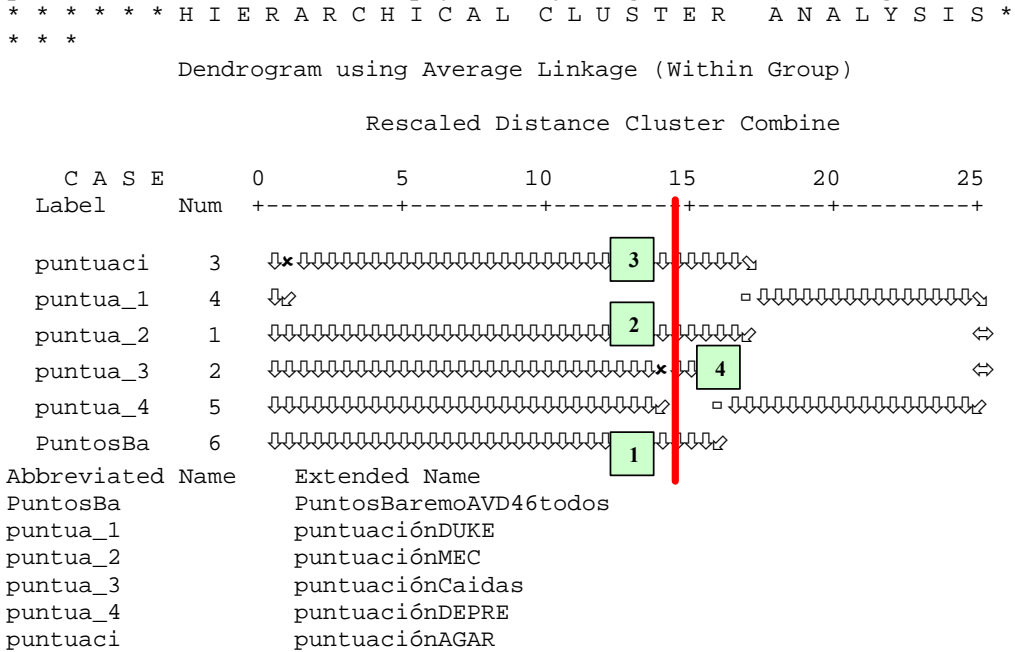 * * * * * * H I E R A R C H I C A L   C L U S T E R   A N A L Y S I S *
* * *
Dendrogram using Average Linkage (Within Group)
Rescaled Distance Cluster Combine
C A S E 0 5 10 15 20 25
Label Num +---------+---------+---------+---------+---------+
puntuaci 3 3
puntua_1 4
puntua_2 1 2
puntua_3 2 4
puntua_4 5
PuntosBa 6 1
Abbreviated Name Extended Name
PuntosBa PuntosBaremoAVD46todos
puntua_1 puntuaciónDUKE
puntua_2 puntuaciónMEC
puntua_3 puntuaciónCaidas
puntua_4 puntuaciónDEPRE
puntuaci puntuaciónAGAR